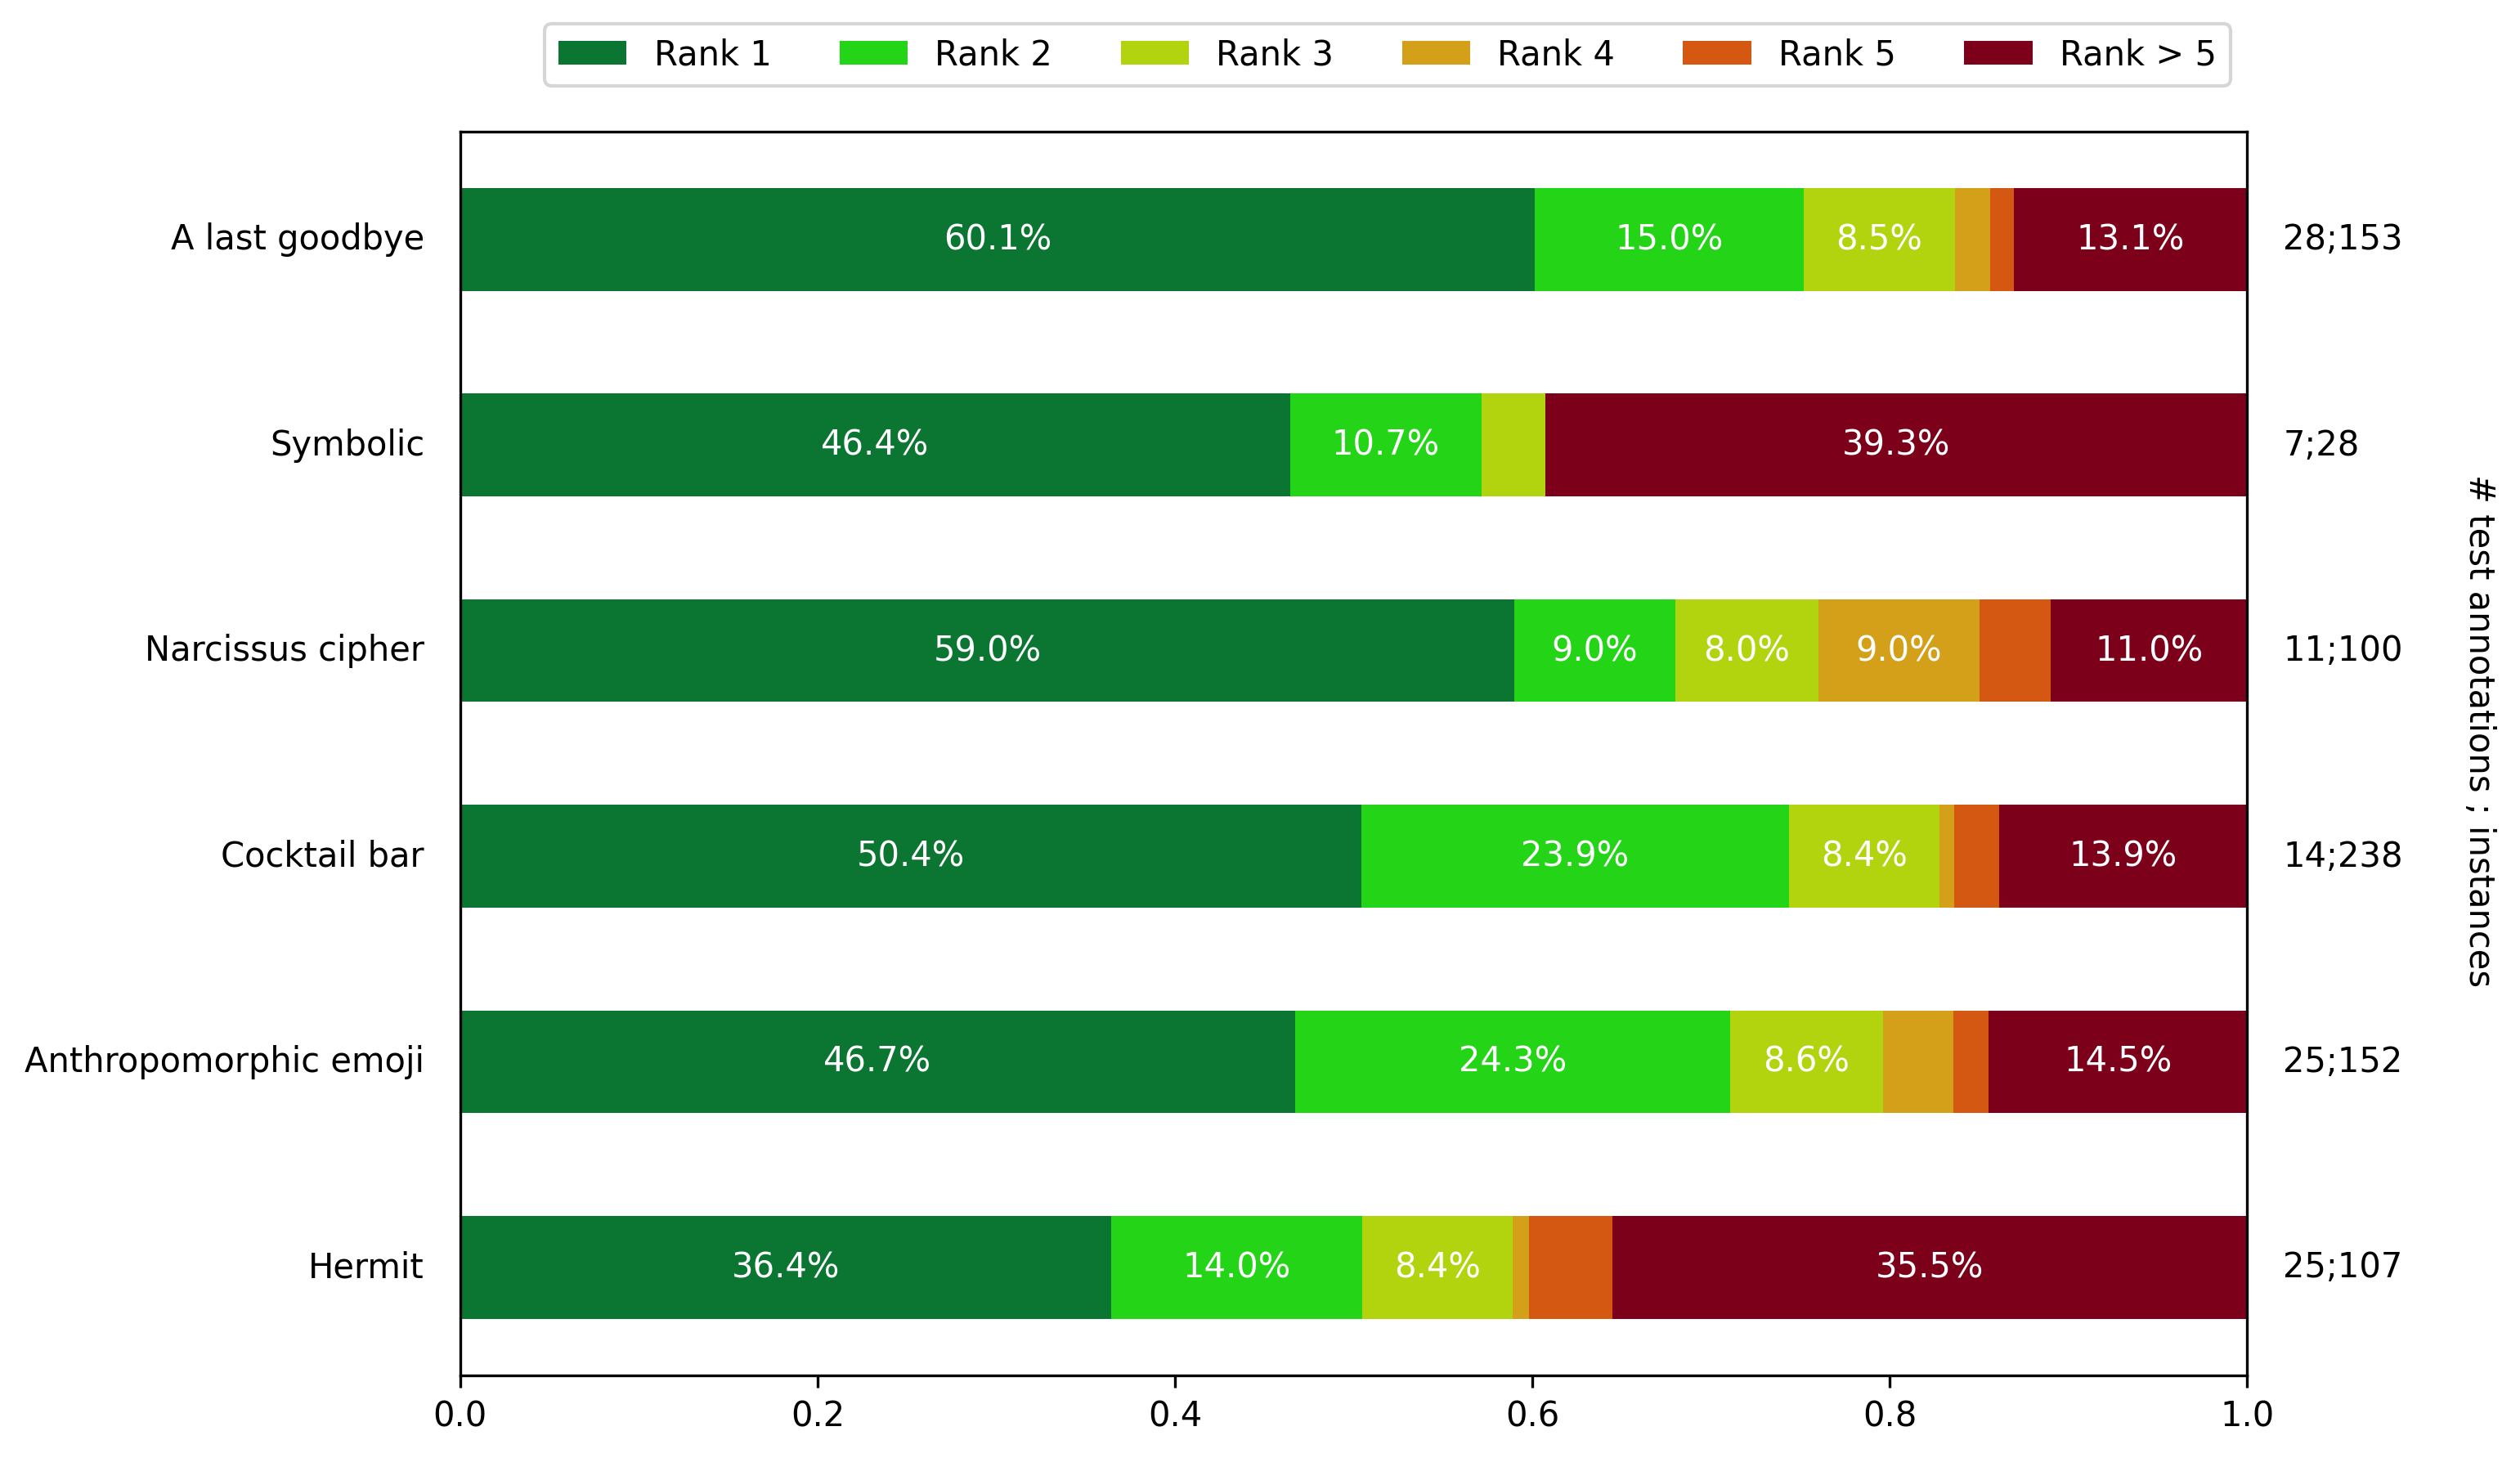 Rank 1 Rank 2 Rank 3 Rank 4 Rank 5 Rank > 5
A last goodbye 60.1% 15.0% 8.5% 13.1% 28;153
Symbolic 46.4% 10.7% 39.3% 7;28
Narcissus cipher 59.0% 9.0% 8.0% 9.0% 11.0% 11;100
Cocktail bar 50.4% 23.9% 8.4% 13.9% 14;238
Anthropomorphic emoji 46.7% 24.3% 8.6% 14.5% 25;152
Hermit 36.4% 14.0% 8.4% 35.5% 25;107
0.0 0.2 0.4 0.6 0.8 1.0
# test annotations ; instances